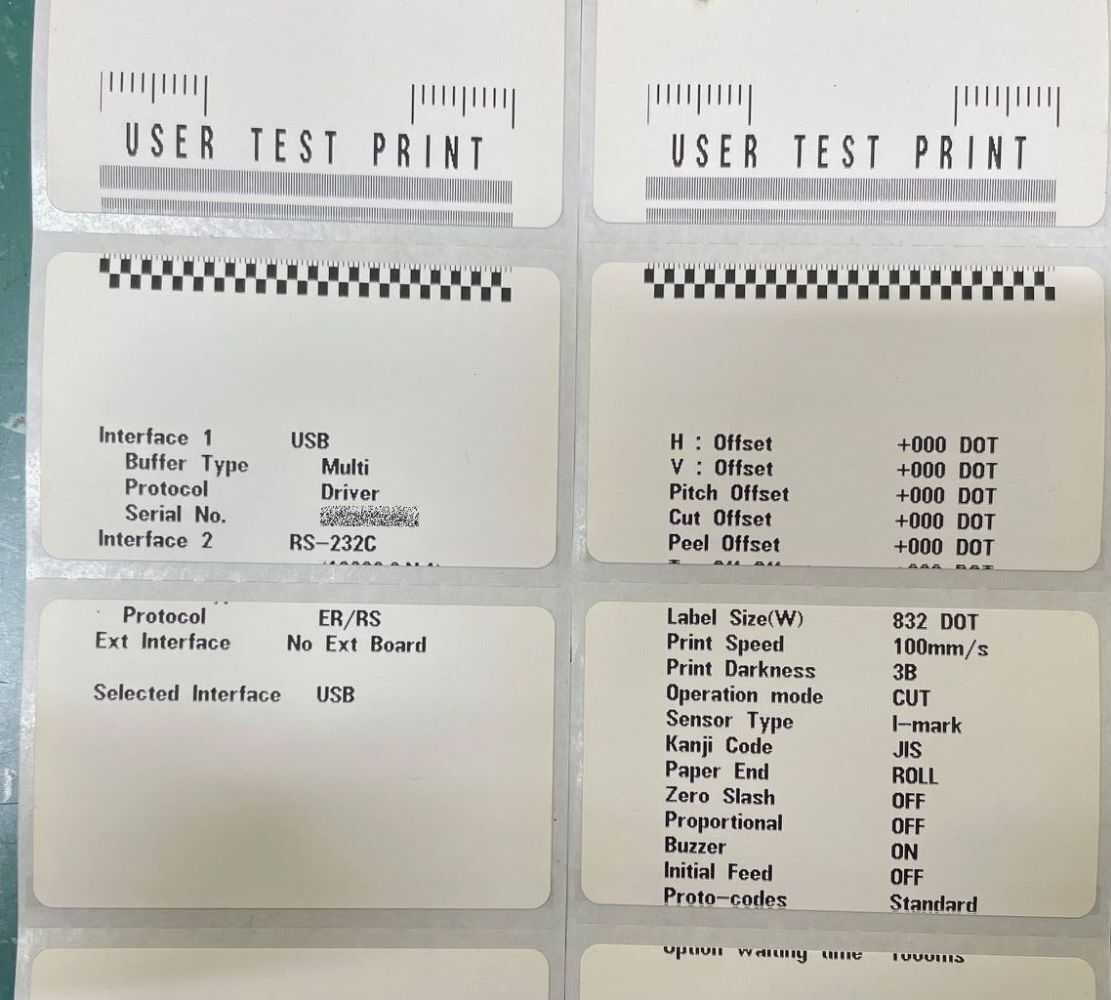 USER TEST PRINT
Interface 1 USB
Buffer Type Multi
Protocol Driver
Serial No.
Interface 2 RS-232C
Protocol ER/RS
Ext Interface No Ext Board
Selected Interface USB
USER TEST PRINT
H : Offset +000 DOT
V : Offset +000 DOT
Pitch Offset +000 DOT
Cut Offset +000 DOT
Peel Offset +000 DOT
Label Size(W) 832 DOT
Print Speed 100mm/s
Print Darkness 3B
Operation mode CUT
Sensor Type I-mark
Kanji Code JIS
Paper End ROLL
Zero Slash OFF
Proportional OFF
Buzzer ON
Initial Feed OFF
Proto-codes Standard
Option Waiting time